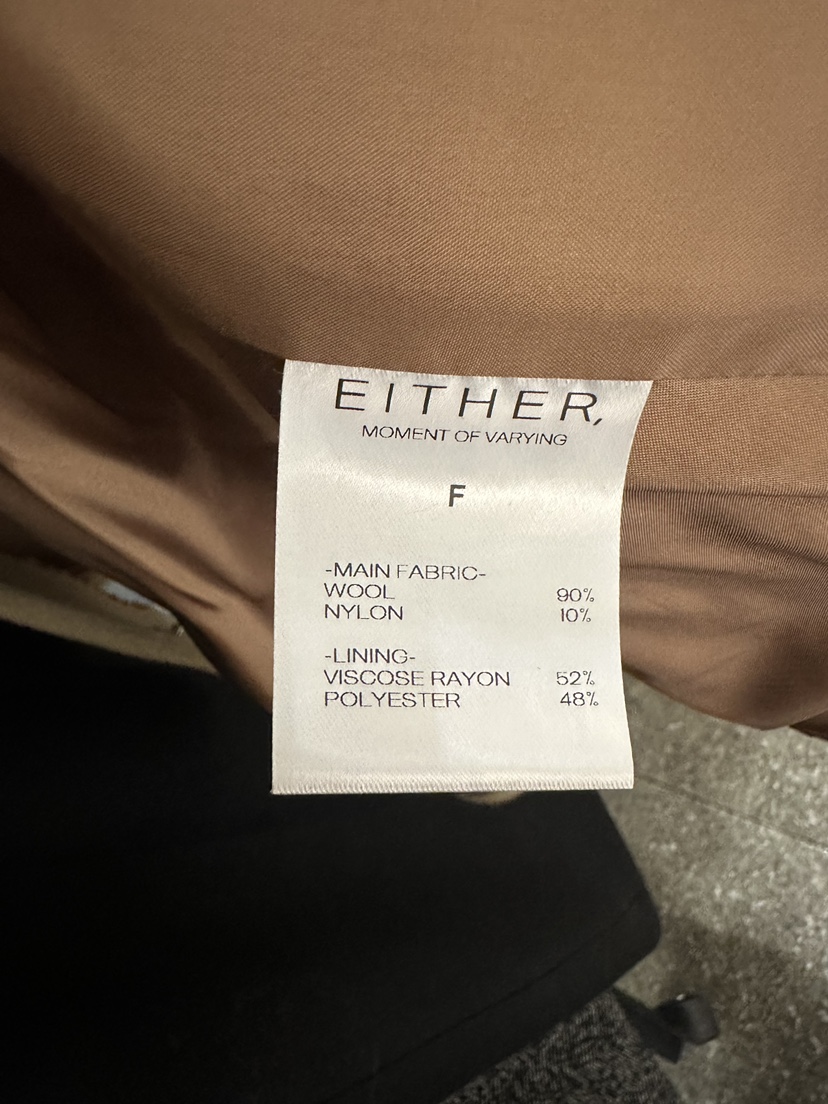 EITHER,
MOMENT OF VARYING
F
-MAIN FABRIC-
WOOL 90%
NYLON 10%
-LINING-
VISCOSE RAYON 52%
POLYESTER 48%